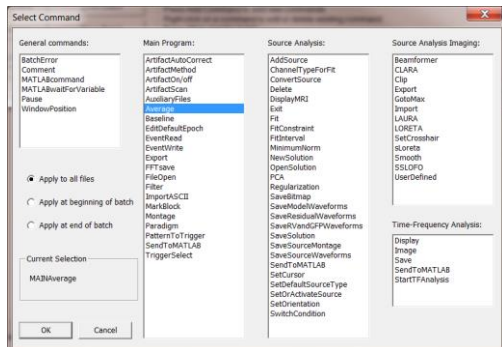 Select Command
General commands:
BatchError
Comment
MATLABcommand
MATLABwaitForVariable
Pause
WindowPosition
Apply to all files
Apply at beginning of batch
Apply at end of batch
Current Selection
MAINAverage
OK
Cancel
Main Program:
ArtifactAutoCorrect
ArtifactMethod
ArtifactOn/off
ArtifactScan
AuxiliaryFiles
Average
Baseline
EditDefaultEpoch
EventRead
EventWrite
Export
FFTsave
FileOpen
Filter
ImportASCII
MarkBlock
Montage
Paradigm
PatternToTrigger
SendToMATLAB
TriggerSelect
Source Analysis:
AddSource
ChannelTypeForFit
ConvertSource
Delete
DisplayMRI
Exit
Fit
FitConstraint
FitInterval
MinimumNorm
NewSolution
OpenSolution
PCA
Regularization
SaveBitmap
SaveModelWaveforms
SaveResidualWaveforms
SaveRVandGFPWaveforms
SaveSolution
SaveSourceMontage
SaveSourceWaveforms
SendToMATLAB
SetCursor
SetDefaultSourceType
SetOrActivateSource
SetOrientation
SwitchCondition
Source Analysis Imaging:
Beamformer
CLARA
Clip
Export
GotoMax
Import
LAURA
LORETA
SetCrosshair
sLoreta
Smooth
SSLOFO
UserDefined
Time-Frequency Analysis:
Display
Image
Save
SendToMATLAB
StartTFAnalysis